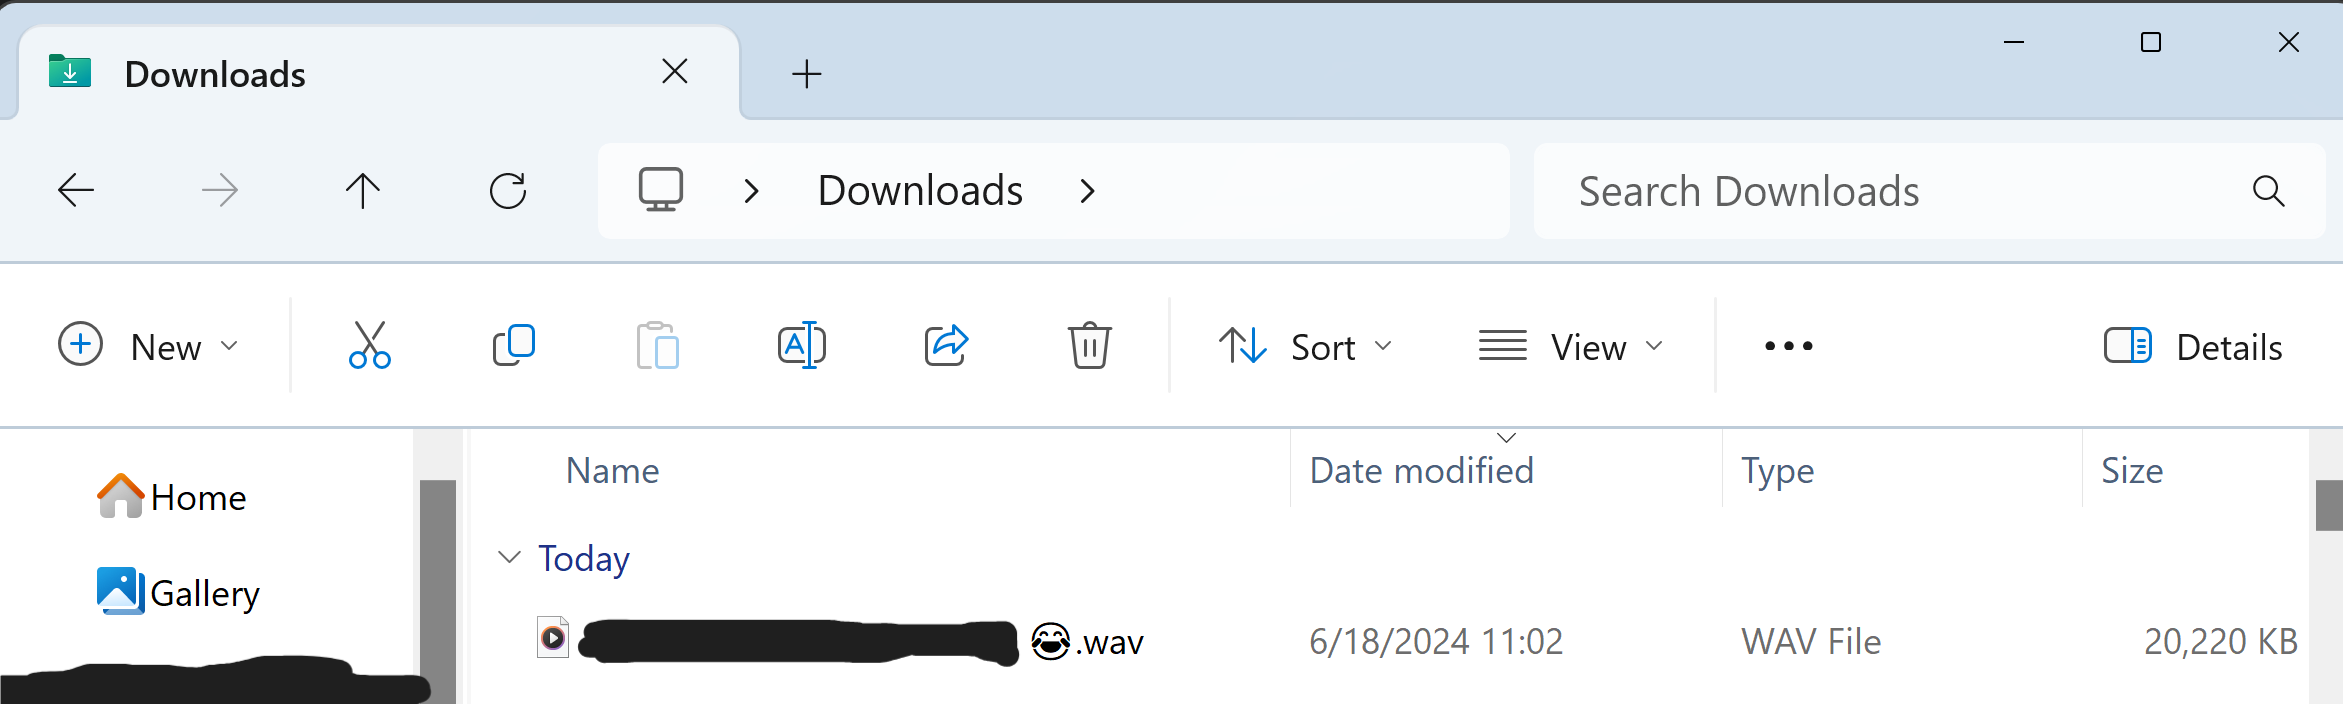 Downloads
Downloads
Search Downloads
New
Sort
View
Details
Name Date modified Type Size
Home
Today
Gallery
😂.wav 6/18/2024 11:02 WAV File 20,220 KB